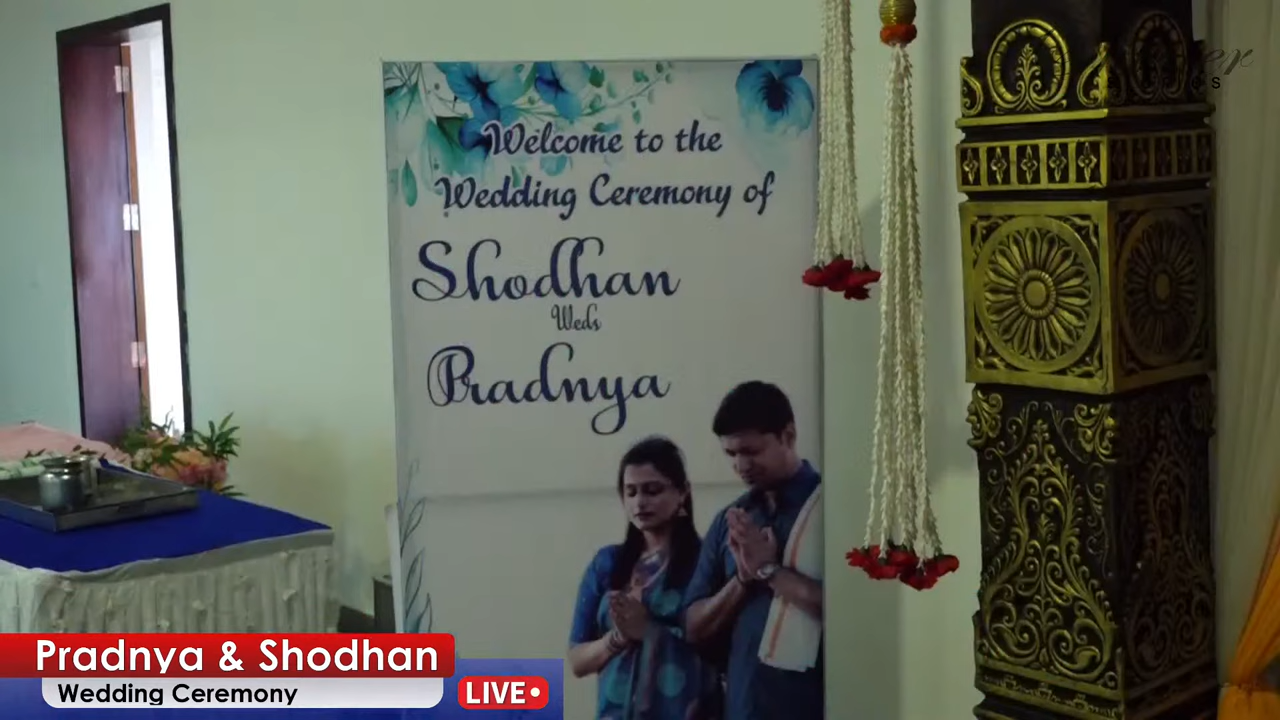 Welcome to the
Wedding Ceremony of
Shodhan
Weds
Pradnya
Pradnya & Shodhan
Wedding Ceremony
LIVE